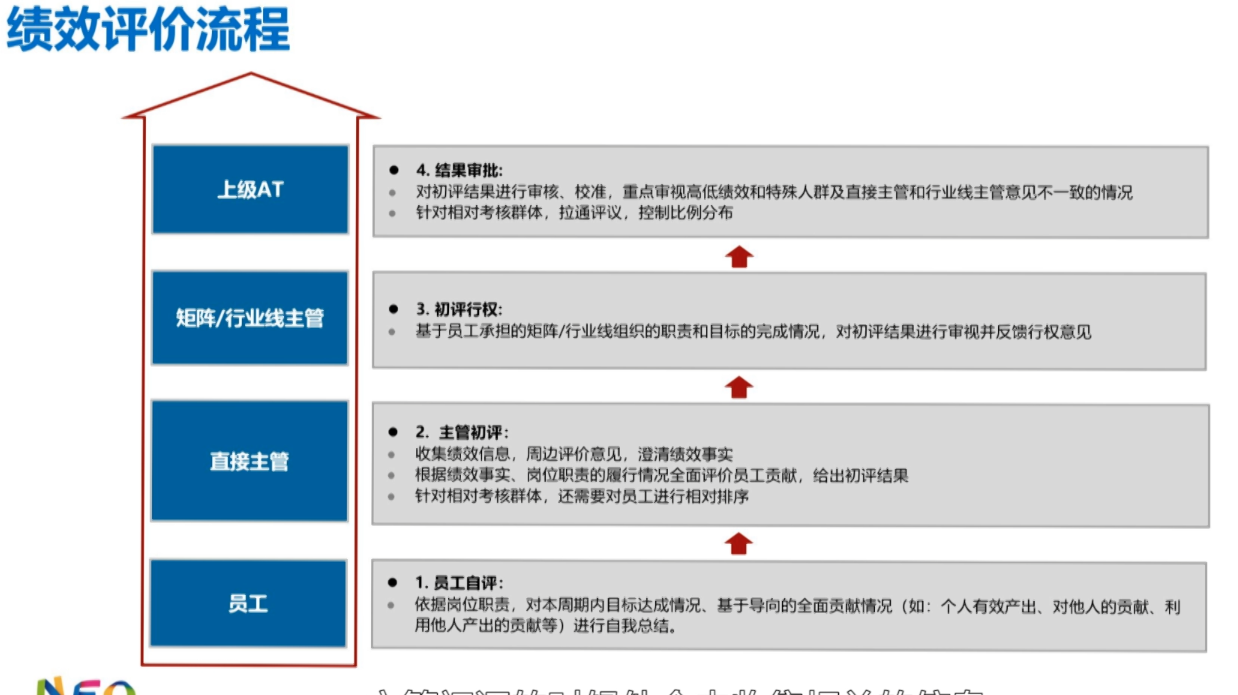 绩效评价流程
上级AT
4. 结果审批:
对初评结果进行审核、校准，重点审视高低绩效和特殊人群及直接主管和行业线主管意见不一致的情况
针对相对考核群体，拉通评议，控制比例分布
矩阵/行业线主管
3. 初评行权:
基于员工承担的矩阵/行业线组织的职责和目标的完成情况，对初评结果进行审视并反馈行权意见
直接主管
2. 主管初评:
收集绩效信息，周边评价意见，澄清绩效事实
根据绩效事实、岗位职责的履行情况全面评价员工贡献，给出初评结果
针对相对考核群体，还需要对员工进行相对排序
员工
1. 员工自评:
依据岗位职责，对本周期内目标达成情况、基于导向的全面贡献情况（如：个人有效产出、对他人的贡献、利
用他人产出的贡献等）进行自我总结。